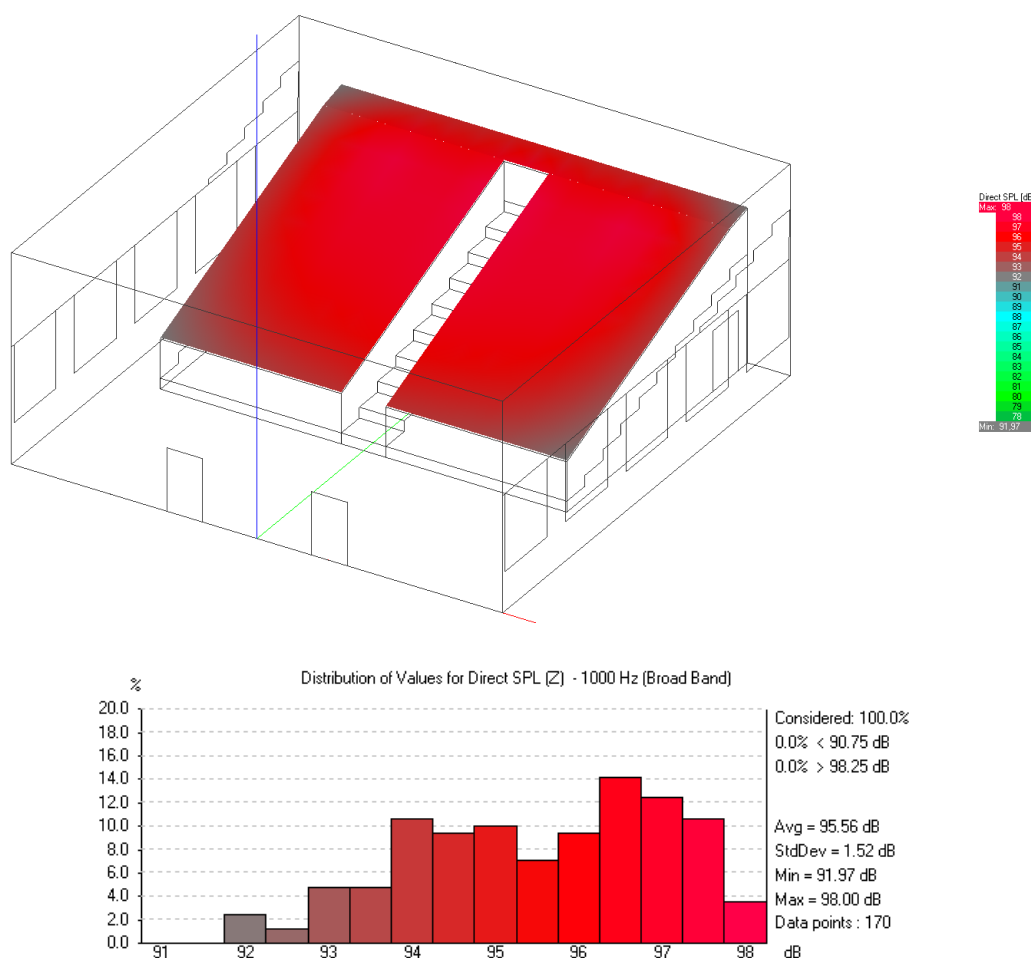 Direct SPL [dB
Max: 98
98
97
96
95
94
93
92
91
90
89
88
87
86
85
84
83
82
81
80
79
78
Min: 91,97
Distribution of Values for Direct SPL (Z) - 1000 Hz (Broad Band)
%
20.0
18.0
16.0
14.0
12.0
10.0
8.0
6.0
4.0
2.0
0.0
91 92 93 94 95 96 97 98 dB
Considered: 100.0%
0.0% < 90.75 dB
0.0% > 98.25 dB
Avg = 95.56 dB
StdDev = 1.52 dB
Min = 91.97 dB
Max = 98.00 dB
Data points : 170